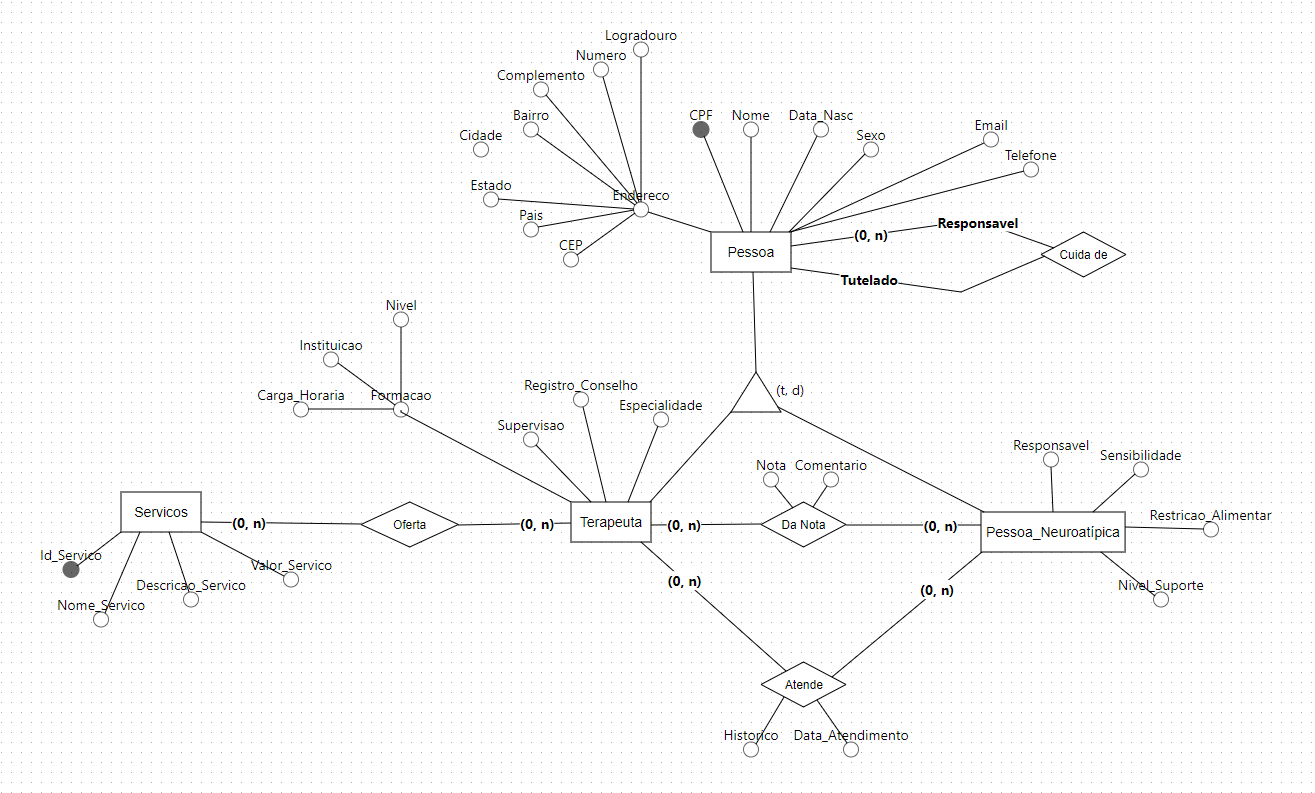 Logradouro
Numero
Complemento
Bairro
Cidade
Estado
Endereco
Pais
CEP
CPF
Nome
Data_Nasc
Sexo
Email
Telefone
Responsavel
(0, n)
Pessoa
Cuida de
Tutelado
Nivel
Instituicao
Carga_Horaria
Formacao
Registro_Conselho
Especialidade
Supervisao
(t, d)
Nota
Comentario
Responsavel
Sensibilidade
Restricao_Alimentar
Servicos
(0, n)
Oferta
(0, n)
Terapeuta
(0, n)
Da Nota
(0, n)
Pessoa_Neuroatípica
Id_Servico
Valor_Servico
Descricao_Servico
Nome_Servico
(0, n)
(0, n)
Nivel_Suporte
Atende
Historico
Data_Atendimento